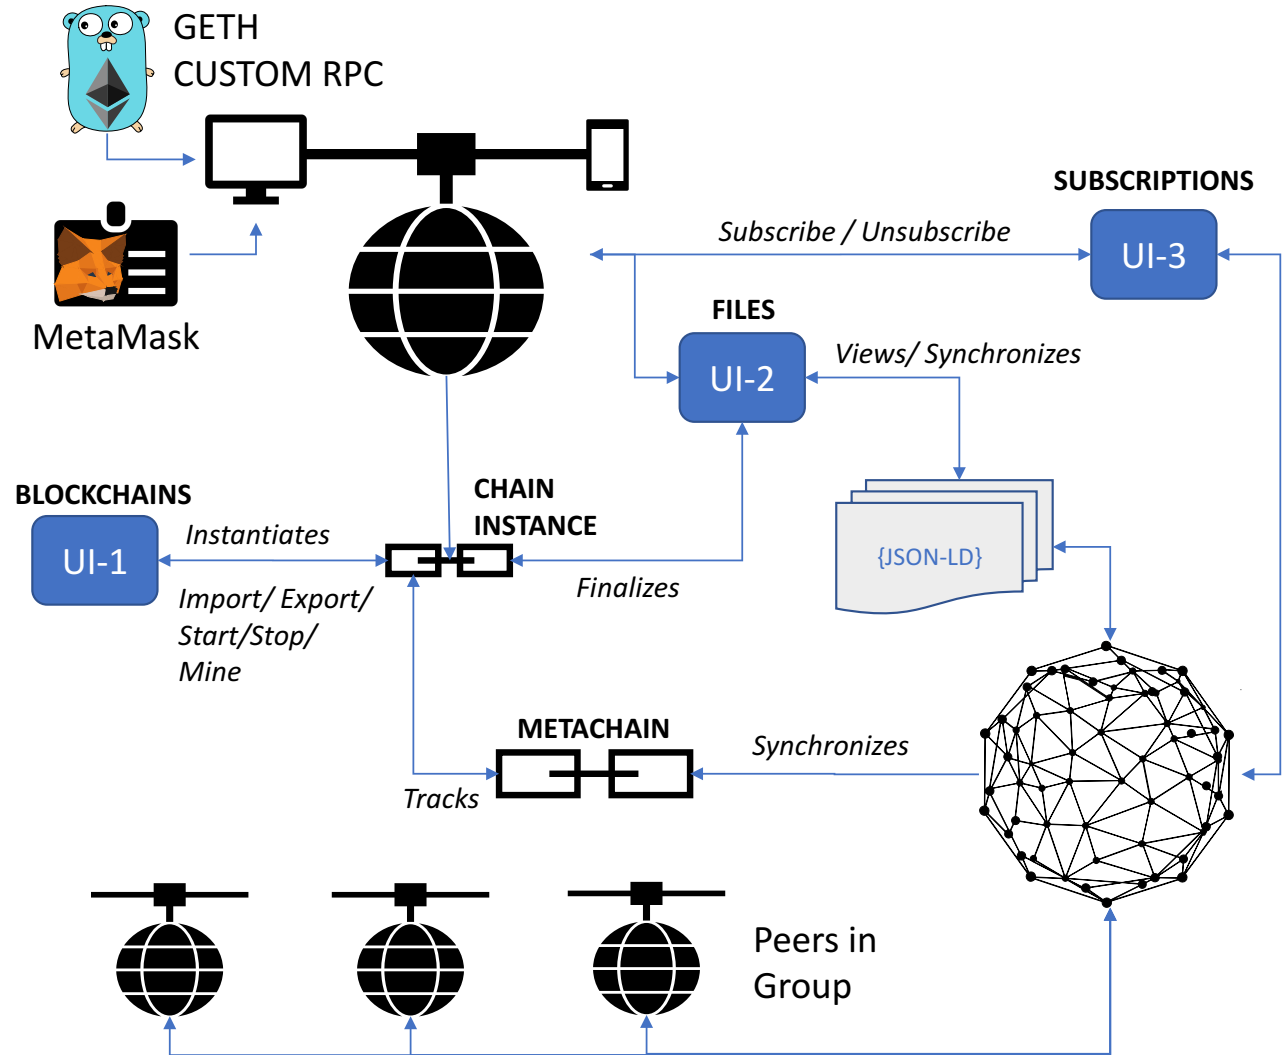 GETH
CUSTOM RPC
MetaMask
SUBSCRIPTIONS
Subscribe / Unsubscribe
UI-3
FILES
UI-2
Views/ Synchronizes
BLOCKCHAINS
UI-1
Instantiates
Import/ Export/
Start/Stop/
Mine
CHAIN
INSTANCE
Finalizes
{JSON-LD}
METACHAIN
Synchronizes
Tracks
Peers in
Group